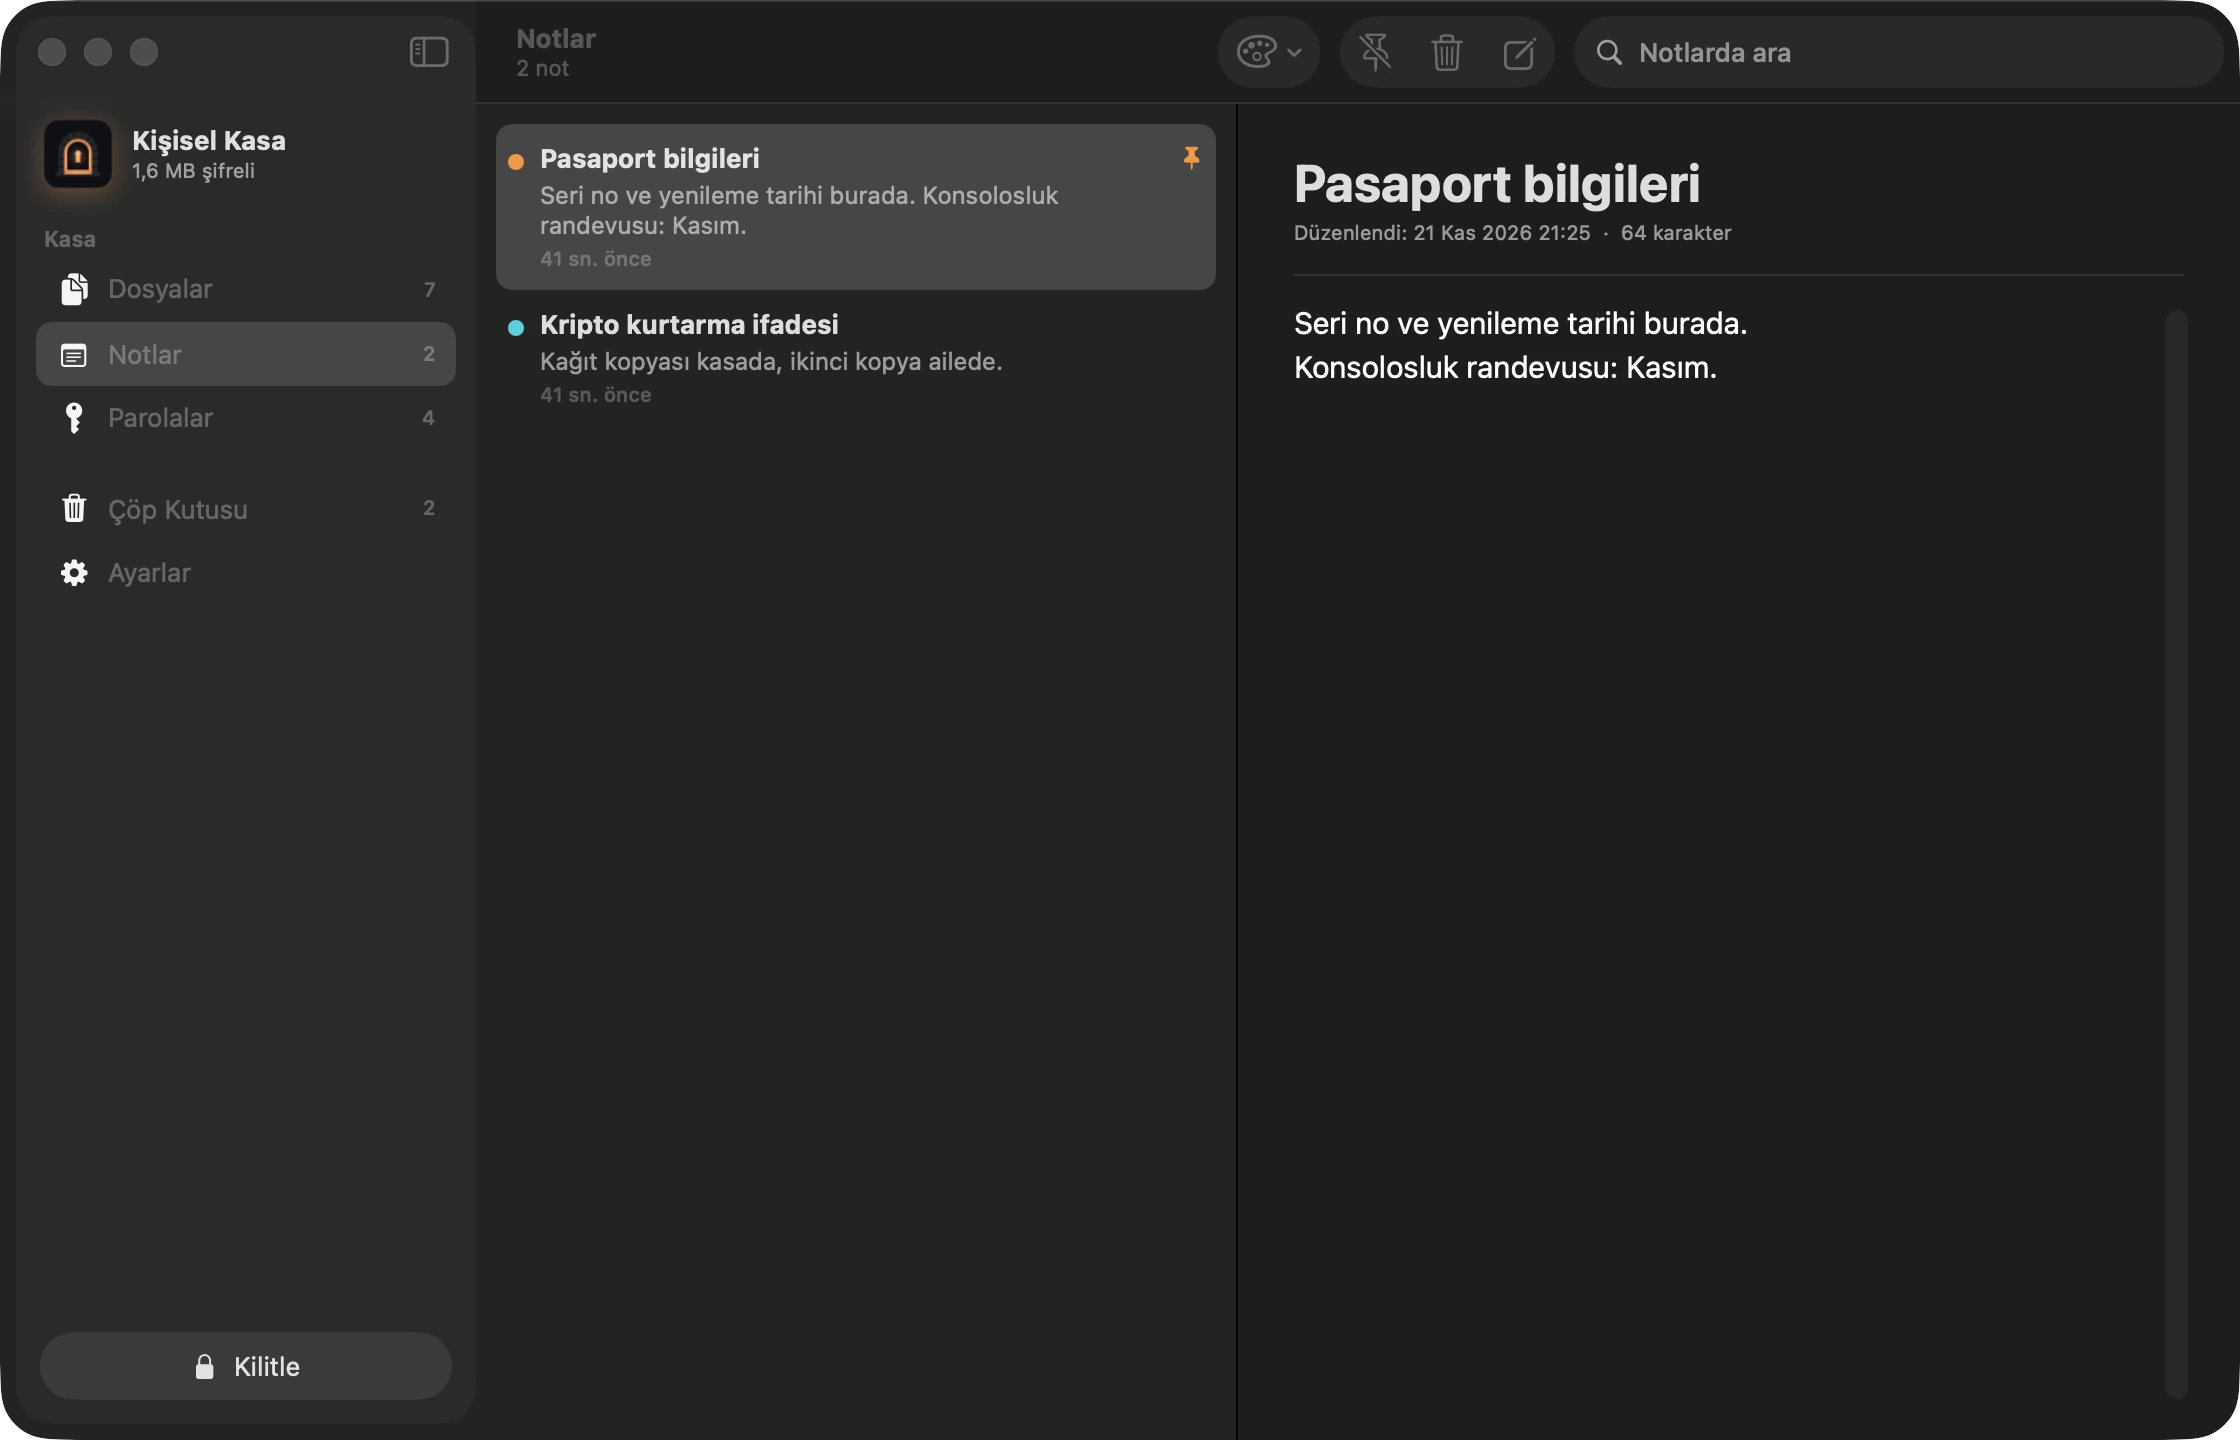 Kişisel Kasa
1,6 MB şifreli
Kasa
Dosyalar 7
Notlar 2
Parolalar 4
Çöp Kutusu 2
Ayarlar
Kilitle
Notlar
2 not
Notlarda ara
Pasaport bilgileri
Seri no ve yenileme tarihi burada. Konsolosluk
randevusu: Kasım.
41 sn. önce
Kripto kurtarma ifadesi
Kağıt kopyası kasada, ikinci kopya ailede.
41 sn. önce
Pasaport bilgileri
Düzenlendi: 21 Kas 2026 21:25 · 64 karakter
Seri no ve yenileme tarihi burada.
Konsolosluk randevusu: Kasım.